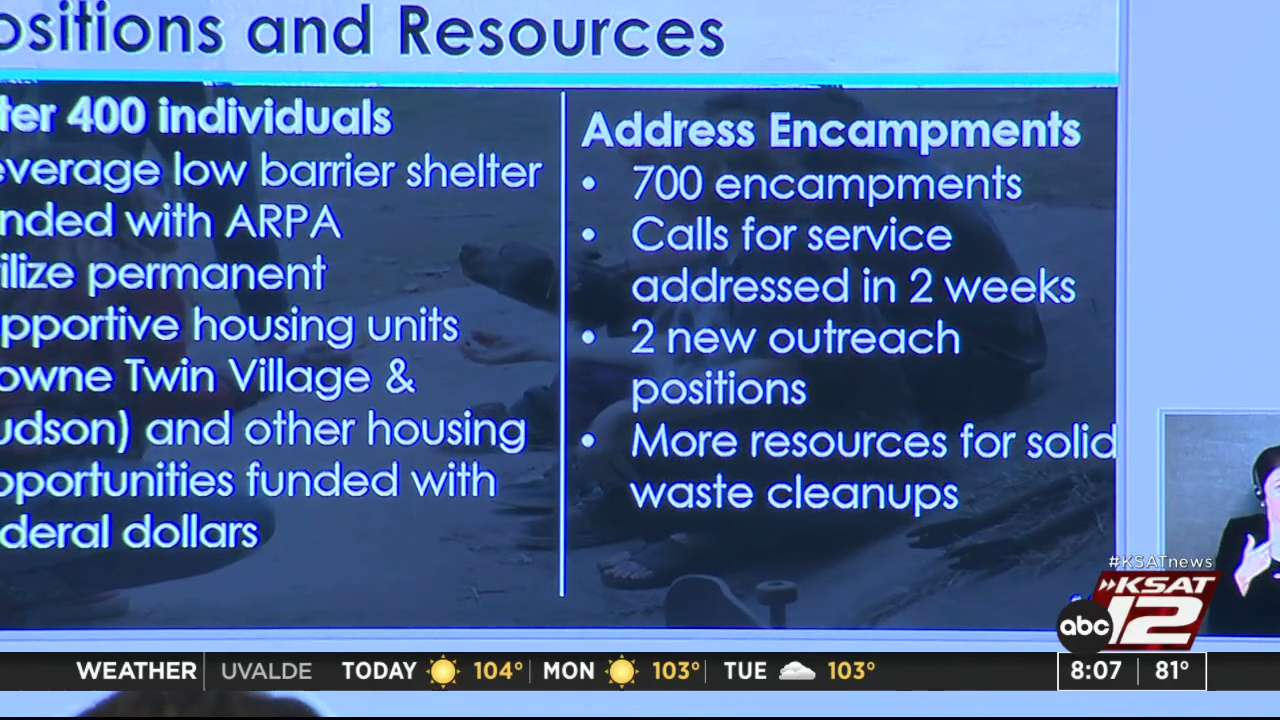 ositions and Resources
ter 400 individuals
everage low barrier shelter
nded with ARPA
ilize permanent
pportive housing units
owne Twin Village &
udson) and other housing
pportunities funded with
deral dollars
Address Encampments
• 700 encampments
• Calls for service
addressed in 2 weeks
• 2 new outreach
positions
• More resources for solid
waste cleanups
#KSATnews
KSAT
abc 12
WEATHER UVALDE TODAY 104° MON 103° TUE 103° 8:07 81°